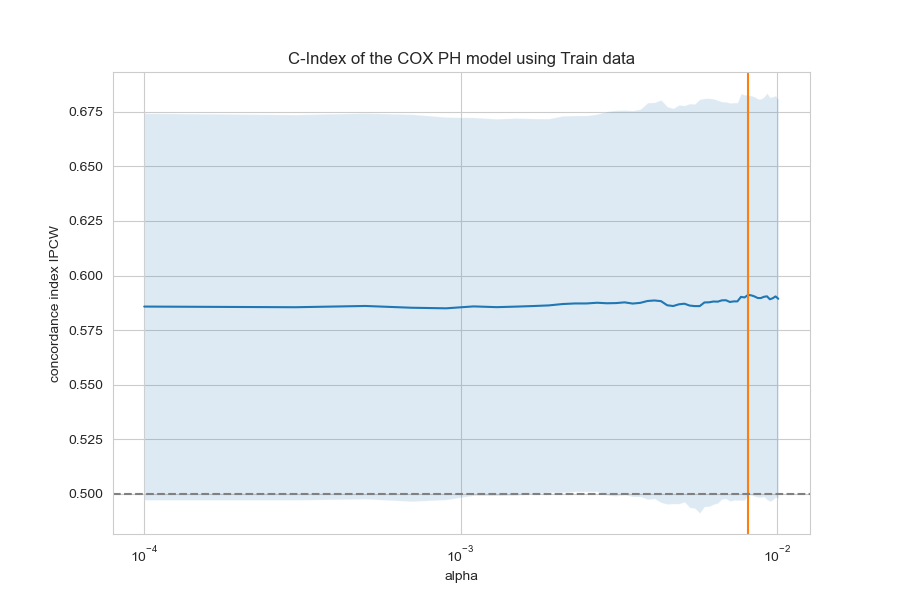 C-Index of the COX PH model using Train data
concordance index IPCW
0.675
0.650
0.625
0.600
0.575
0.550
0.525
0.500
10⁻⁴ 10⁻³ 10⁻²
alpha